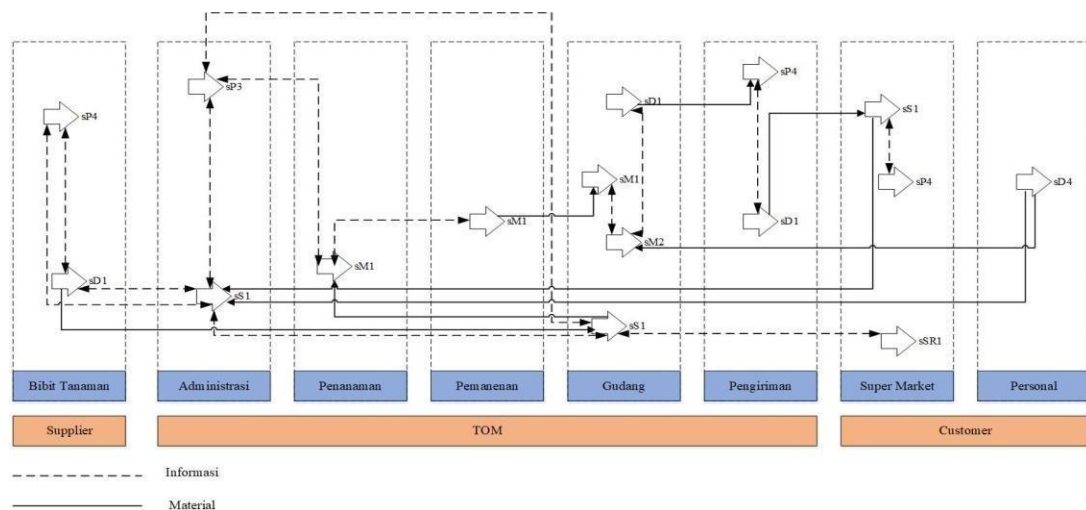 sP3
sP4
sD1
sP4
sS1
sM1
sP4
sD4
sM1
sD1
sM2
sM1
sD1
sS1
sS1
sSR1
Bibit Tanaman
Administrasi
Penanaman
Pemanenan
Gudang
Pengiriman
Super Market
Personal
Supplier
TOM
Customer
Informasi
Material